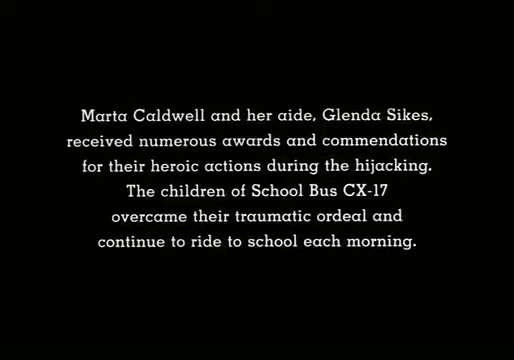 Marta Caldwell and her aide, Glenda Sikes,
received numerous awards and commendations
for their heroic actions during the hijacking.
The children of School Bus CX-17
overcame their traumatic ordeal and
continue to ride to school each morning.